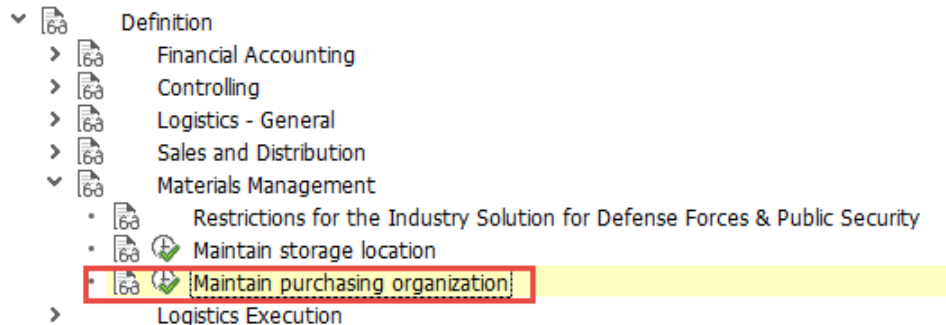 Definition
Financial Accounting
Controlling
Logistics - General
Sales and Distribution
Materials Management
Restrictions for the Industry Solution for Defense Forces & Public Security
Maintain storage location
Maintain purchasing organization
Logistics Execution